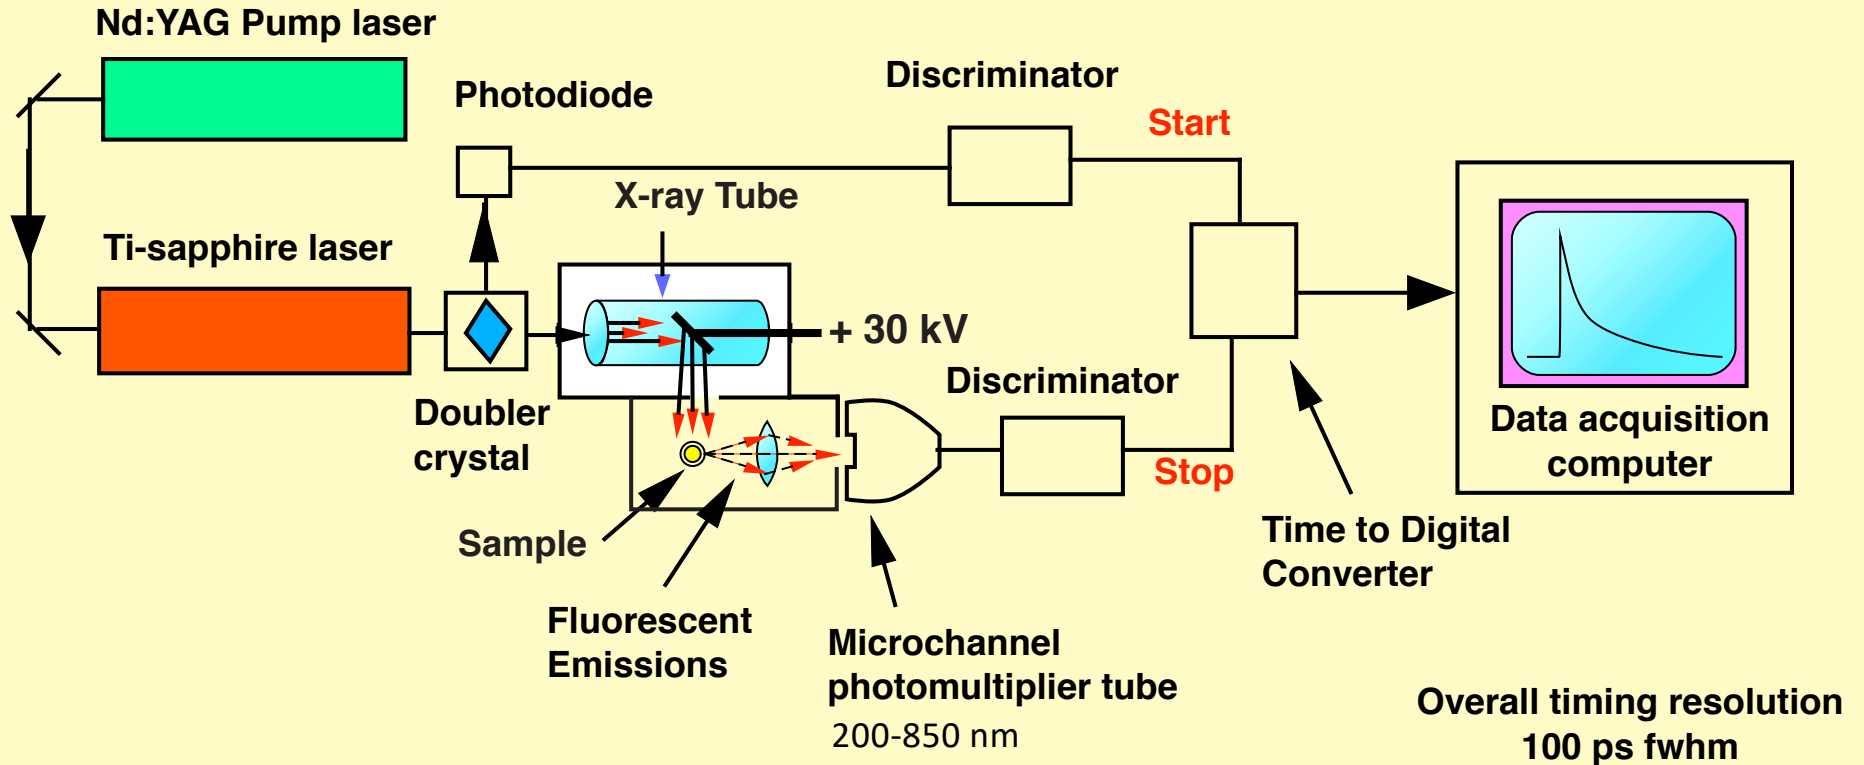 Nd:YAG Pump laser
Photodiode
Discriminator
Start
X-ray Tube
Ti-sapphire laser
+ 30 kV
Discriminator
Doubler
crystal
Stop
Data acquisition
computer
Sample
Time to Digital
Converter
Fluorescent
Emissions
Microchannel
photomultiplier tube
200-850 nm
Overall timing resolution
100 ps fwhm